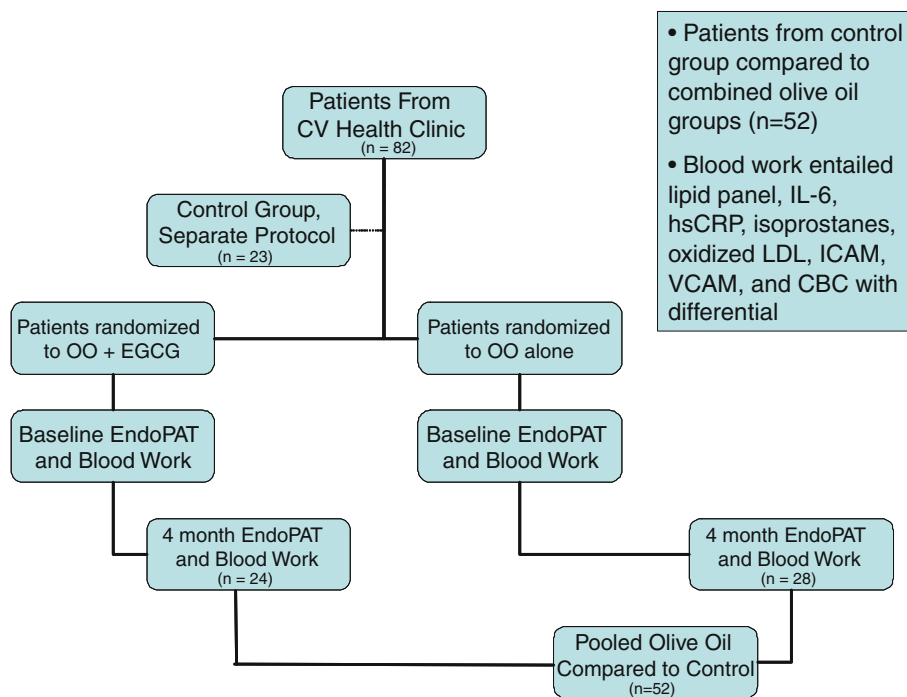 Patients From
CV Health Clinic
(n = 82)
Control Group,
Separate Protocol
(n = 23)
Patients randomized
to OO + EGCG
Patients randomized
to OO alone
Baseline EndoPAT
and Blood Work
Baseline EndoPAT
and Blood Work
4 month EndoPAT
and Blood Work
(n = 24)
4 month EndoPAT
and Blood Work
(n = 28)
Pooled Olive Oil
Compared to Control
(n=52)
• Patients from control
group compared to
combined olive oil
groups (n=52)
• Blood work entailed
lipid panel, IL-6,
hsCRP, isoprostanes,
oxidized LDL, ICAM,
VCAM, and CBC with
differential